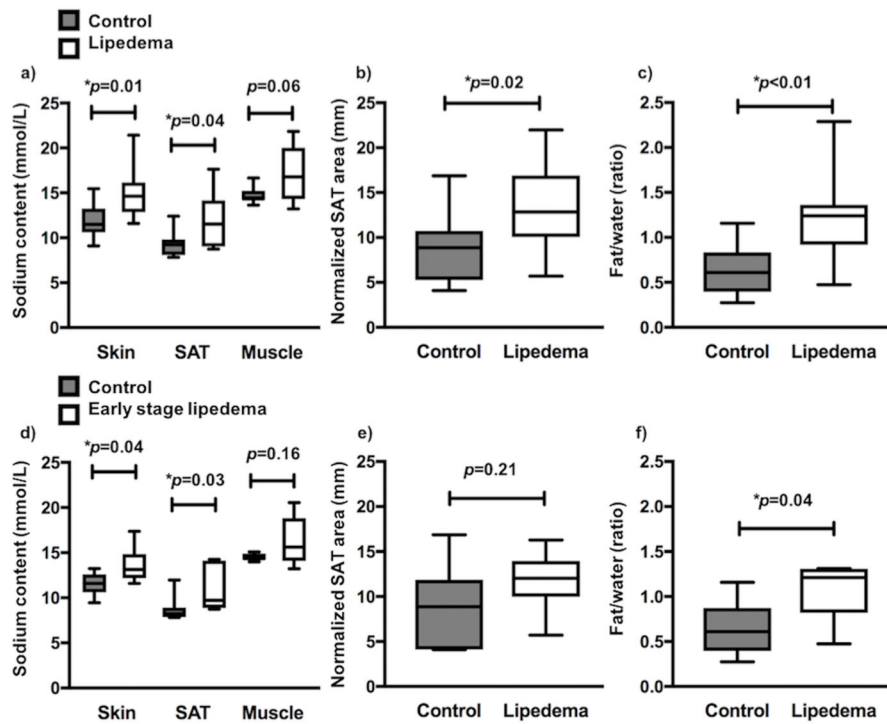 Control
Lipedema
a)
*p=0.01
*p=0.04
p=0.06
Sodium content (mmol/L)
25
20
15
10
5
0
Skin SAT Muscle
b)
*p=0.02
Normalized SAT area (mm)
25
20
15
10
5
0
Control Lipedema
c)
*p<0.01
Fat/water (ratio)
2.5
2.0
1.5
1.0
0.5
0.0
Control Lipedema
Control
Early stage lipedema
d)
*p=0.04
*p=0.03
p=0.16
Sodium content (mmol/L)
25
20
15
10
5
0
Skin SAT Muscle
e)
p=0.21
Normalized SAT area (mm)
25
20
15
10
5
0
Control Lipedema
f)
*p=0.04
Fat/water (ratio)
2.5
2.0
1.5
1.0
0.5
0.0
Control Lipedema